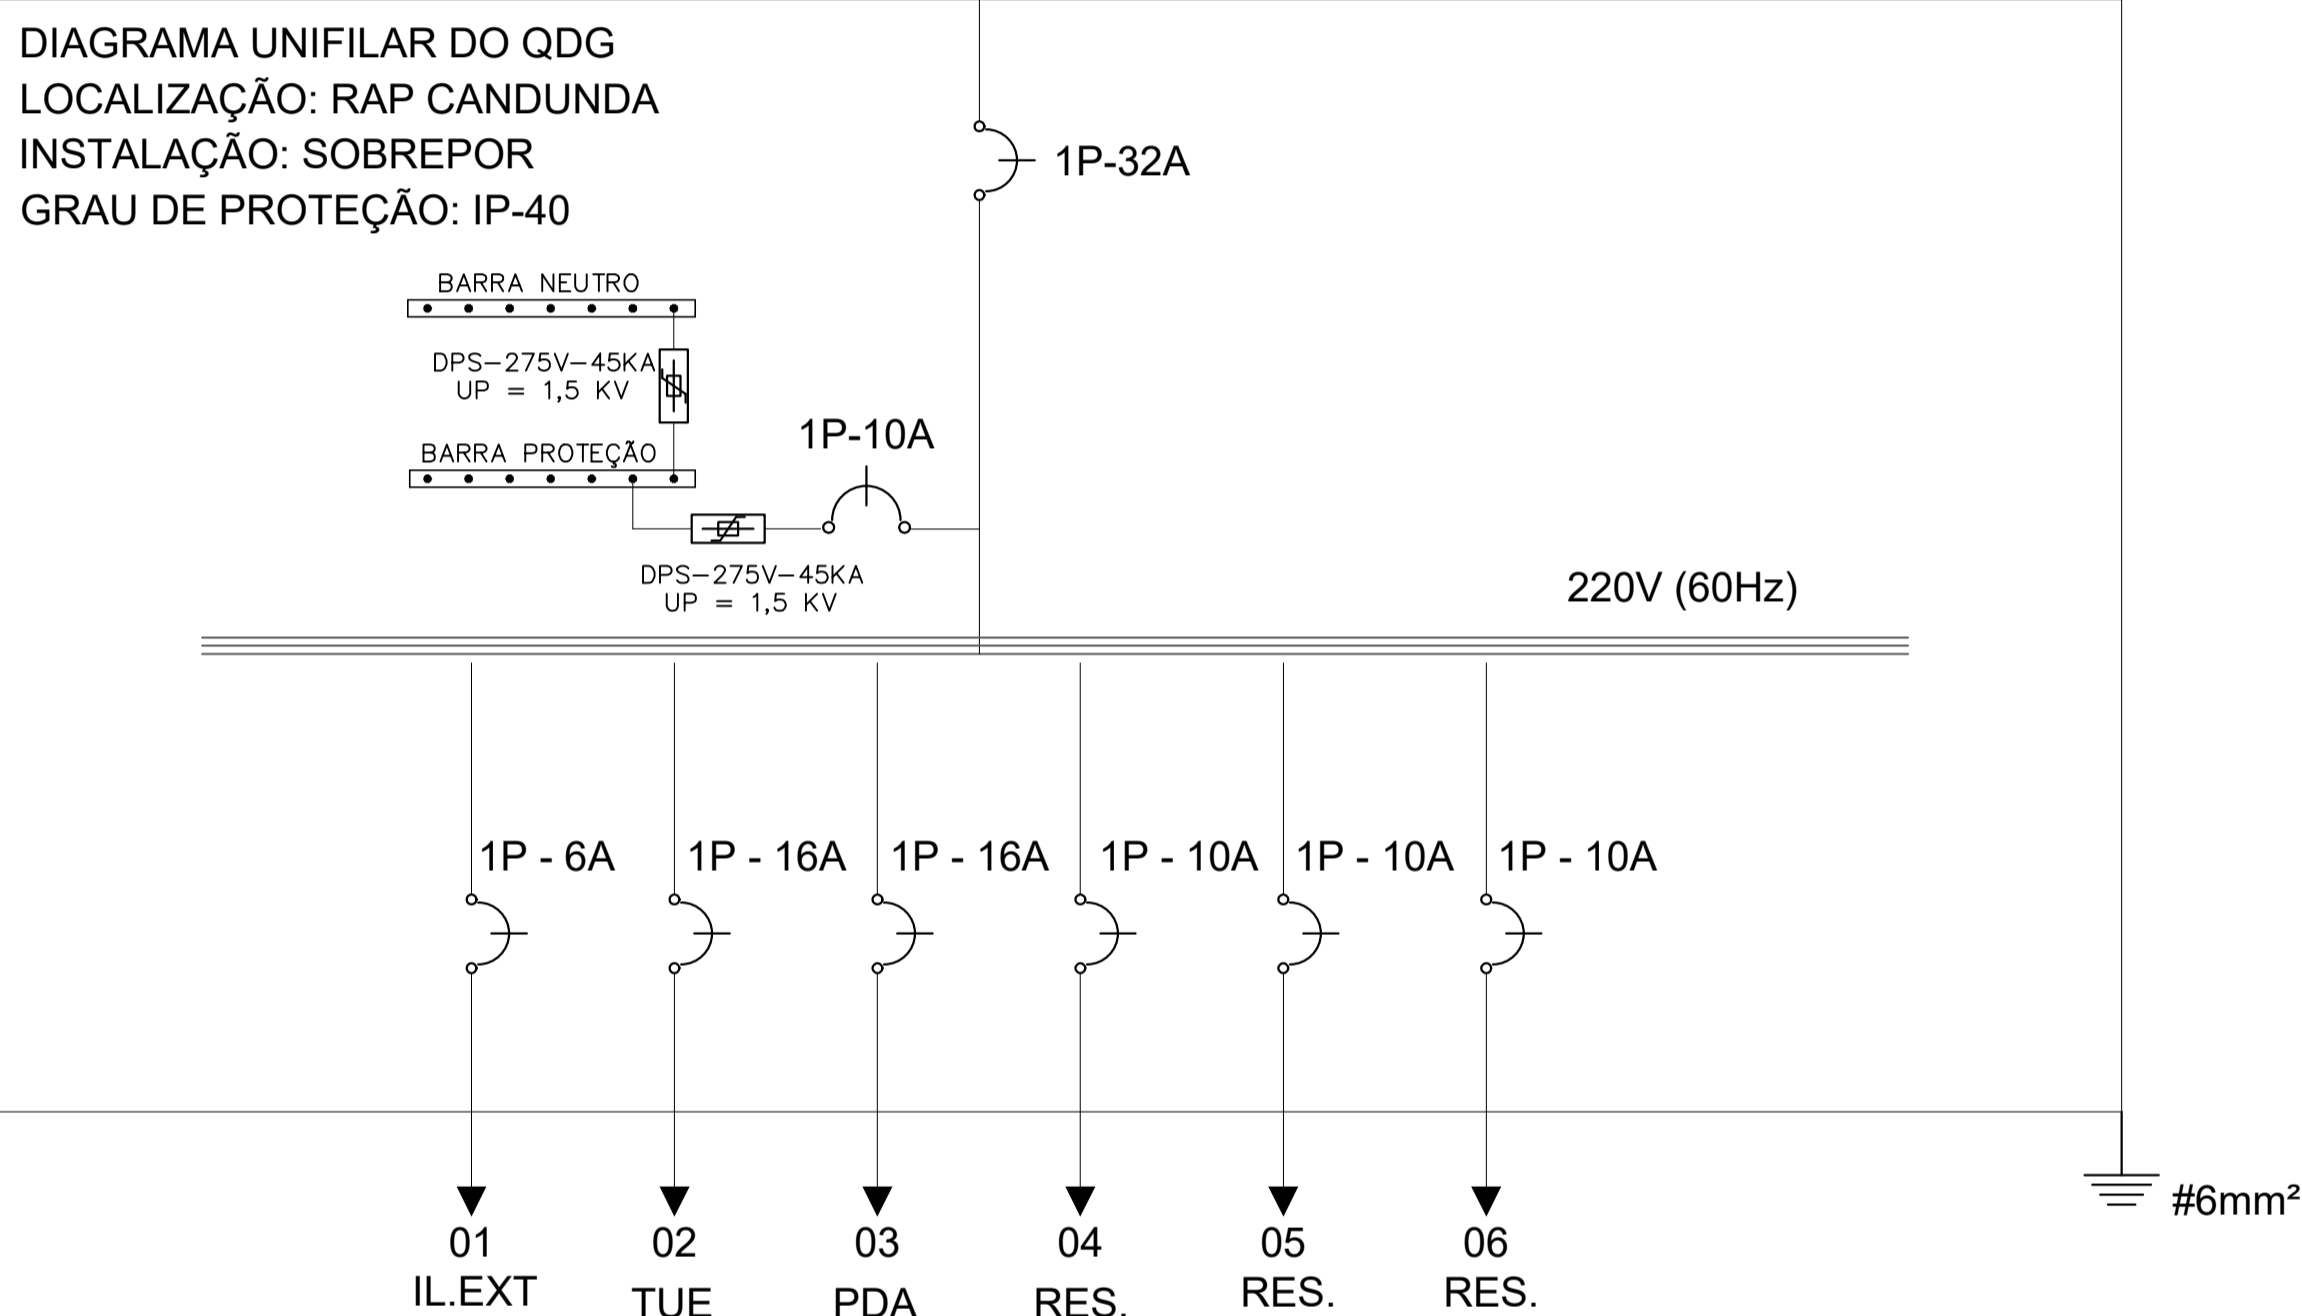 DIAGRAMA UNIFILAR DO QDG
LOCALIZAÇÃO: RAP CANDUNDA
INSTALAÇÃO: SOBREPOR
GRAU DE PROTEÇÃO: IP-40
1P-32A
BARRA NEUTRO
DPS-275V-45KA
UP = 1,5 KV
BARRA PROTEÇÃO
1P-10A
DPS-275V-45KA
UP = 1,5 KV
220V (60Hz)
1P - 6A 1P - 16A 1P - 16A 1P - 10A 1P - 10A 1P - 10A
#6mm²
01 02 03 04 05 06
IL.EXT TUE PDA RES. RES. RES.